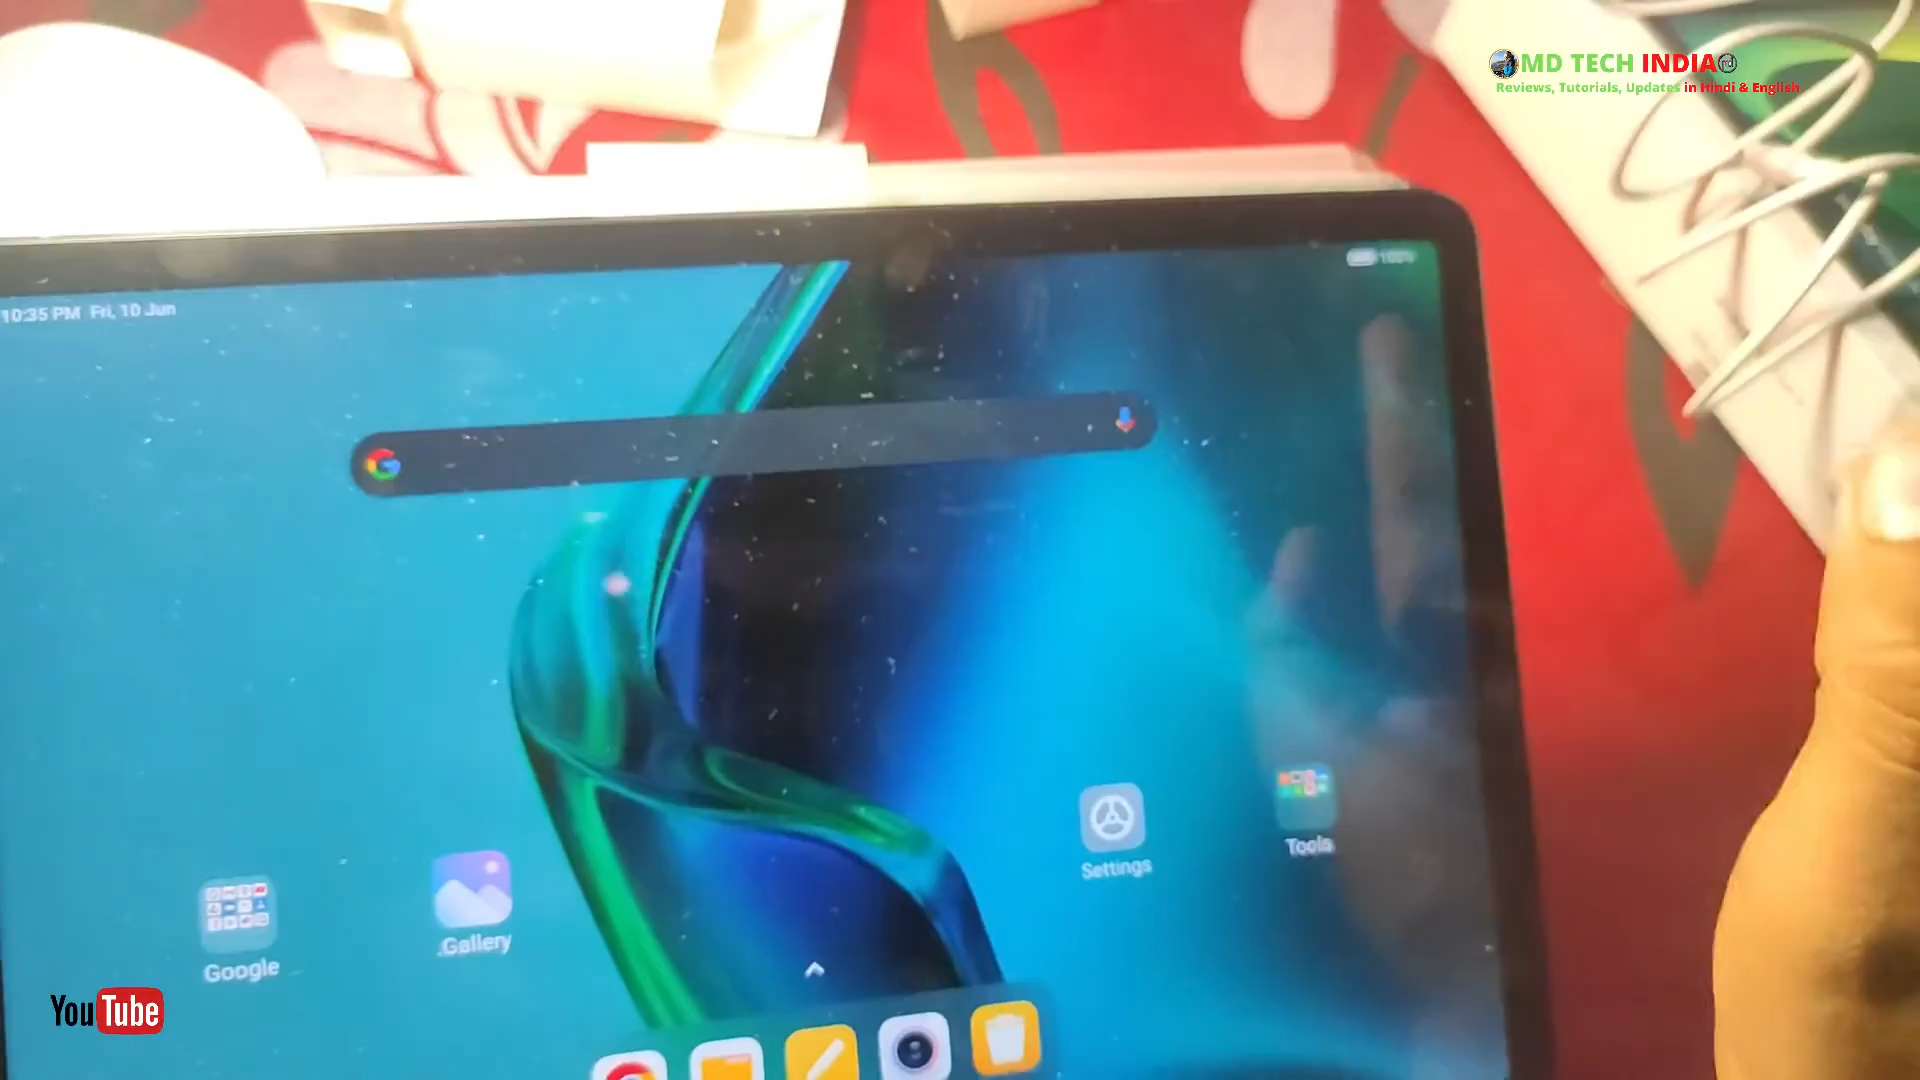 MD TECH INDIA
Reviews, Tutorials, Updates in Hindi & English
10:35 PM Fri, 10 Jun
100%
Settings
Tools
Gallery
Google
YouTube